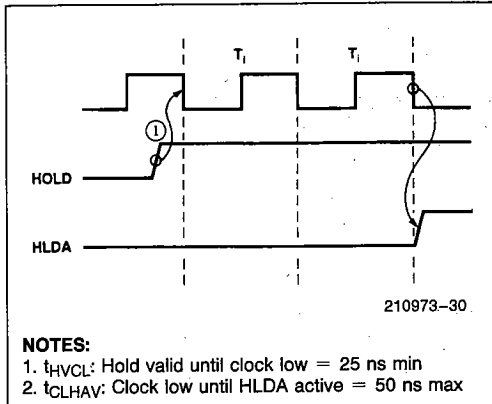 Tᵢ Tᵢ
①
HOLD
HLDA
210973–30
NOTES:
1. tHVCL: Hold valid until clock low = 25 ns min
2. tCLHAV: Clock low until HLDA active = 50 ns max